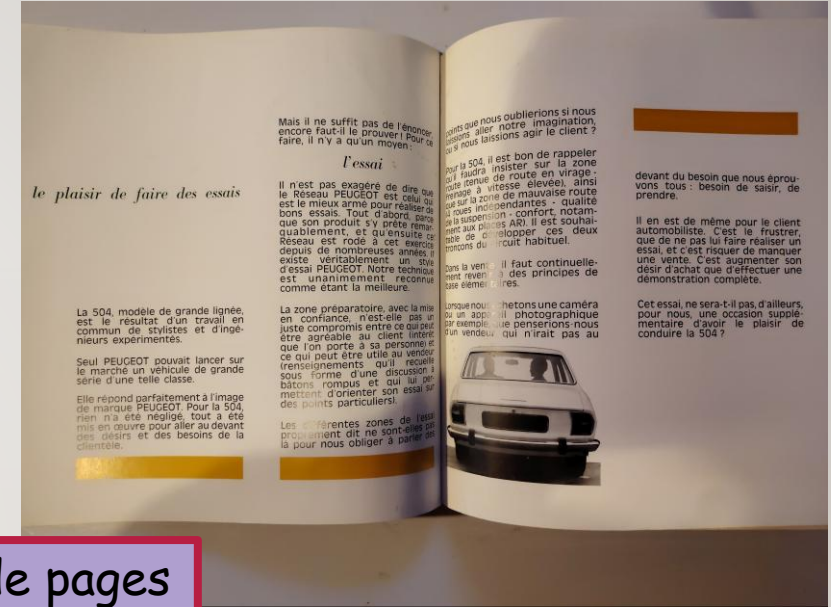 le plaisir de faire des essais
La 504, modèle de grande lignée,
est le résultat d'un travail en
commun de stylistes et d'ingé-
nieurs expérimentés.
Seul PEUGEOT pouvait lancer sur
le marché un véhicule de grande
série d'une telle classe.
Elle répond parfaitement à l'image
de marque PEUGEOT. Pour la 504,
rien n'a été négligé, tout a été
mis en œuvre pour aller au devant
des désirs et des besoins de la
clientèle.
Mais il ne suffit pas de l'énoncer,
encore faut-il le prouver ! Pour ce
faire, il n'y a qu'un moyen :
l'essai
Il n'est pas exagéré de dire que
le Réseau PEUGEOT est celui qui
est le mieux armé pour réaliser de
bons essais. Tout d'abord, parce
que son produit s'y prête remar-
quablement, et qu'ensuite ce
Réseau est rodé à cet exercice
depuis de nombreuses années. Il
existe véritablement un style
d'essai PEUGEOT. Notre technique
est unanimement reconnue
comme étant la meilleure.
La zone préparatoire, avec la mise
en confiance, n'est-elle pas un
juste compromis entre ce qui peut
être agréable au client (intérêt
que l'on porte à sa personne) et
ce qui peut être utile au vendeur
(renseignements qu'il recueille
sous forme d'une discussion à
bâtons rompus et qui lui per-
mettent d'orienter son essai sur
des points particuliers).
Les différentes zones de l'essai
proprement dit ne sont-elles pas
là pour nous obliger à parler des
points que nous oublierions si nous
laissions aller notre imagination,
ou si nous laissions agir le client ?
Pour la 504, il est bon de rappeler
qu'il faudra insister sur la zone
route (tenue de route en virage -
freinage à vitesse élevée), ainsi
que sur la zone de mauvaise route
(4 roues indépendantes - qualité
de la suspension - confort, notam-
ment aux places AR). Il est souhai-
table de développer ces deux
tronçons du circuit habituel.
Dans la vente il faut continuelle-
ment revenir à des principes de
base élémentaires.
Lorsque nous achetons une caméra
ou un appareil photographique
par exemple, que penserions-nous
d'un vendeur qui n'irait pas au
devant du besoin que nous éprou-
vons tous : besoin de saisir, de
prendre.
Il en est de même pour le client
automobiliste. C'est le frustrer,
que de ne pas lui faire réaliser un
essai, et c'est risquer de manquer
une vente. C'est augmenter son
désir d'achat que d'effectuer une
démonstration complète.
Cet essai, ne sera-t-il pas, d'ailleurs,
pour nous, une occasion supplé-
mentaire d'avoir le plaisir de
conduire la 504 ?
le pages